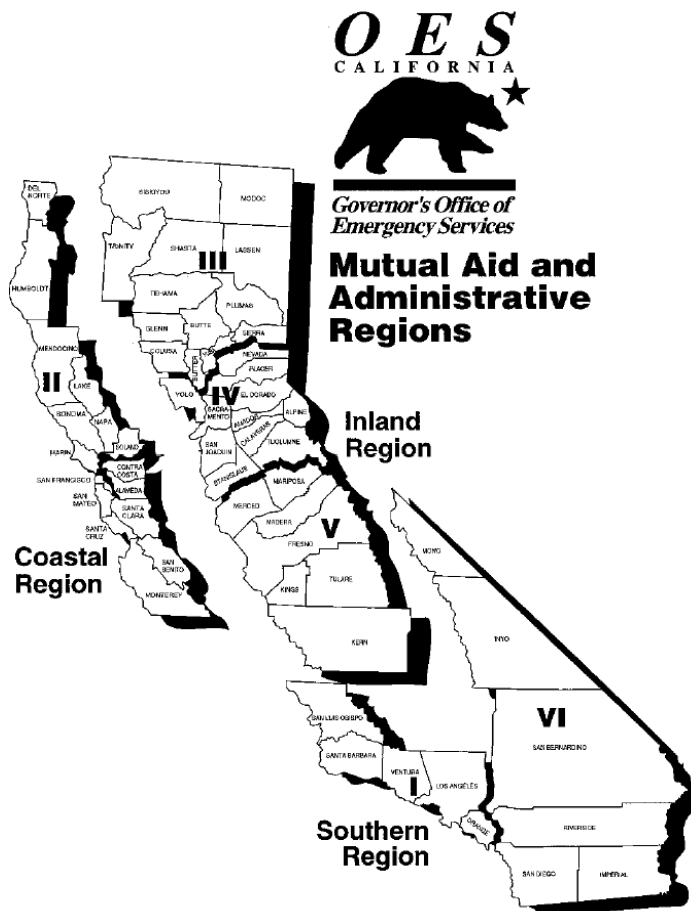 OES
CALIFORNIA
Governor's Office of
Emergency Services
Mutual Aid and
Administrative
Regions
DEL
NORTE
SISKIYOU
MODOC
HUMBOLDT
TRINITY
SHASTA
LASSEN
III
TEHAMA
PLUMAS
GLENN
BUTTE
SIERRA
MENDOCINO
COLUSA
SUTTER
NEVADA
PLACER
II
LAKE
YOLO
IV
EL DORADO
SONOMA
NAPA
SACRA-
MENTO
AMADOR
ALPINE
Inland
Region
MARIN
SOLANO
SAN
JOAQUIN
CALAVERAS
TUOLUMNE
SAN FRANCISCO
CONTRA
COSTA
STANISLAUS
MARIPOSA
SAN
MATEO
ALAMEDA
SANTA
CLARA
MERCED
MADERA
V
SANTA
CRUZ
FRESNO
MONO
Coastal
Region
SAN
BENITO
MONTEREY
KINGS
TULARE
INYO
KERN
SAN LUIS OBISPO
VI
SAN BERNARDINO
SANTA BARBARA
VENTURA
I
LOS ANGELES
Southern
Region
ORANGE
RIVERSIDE
SAN DIEGO
IMPERIAL